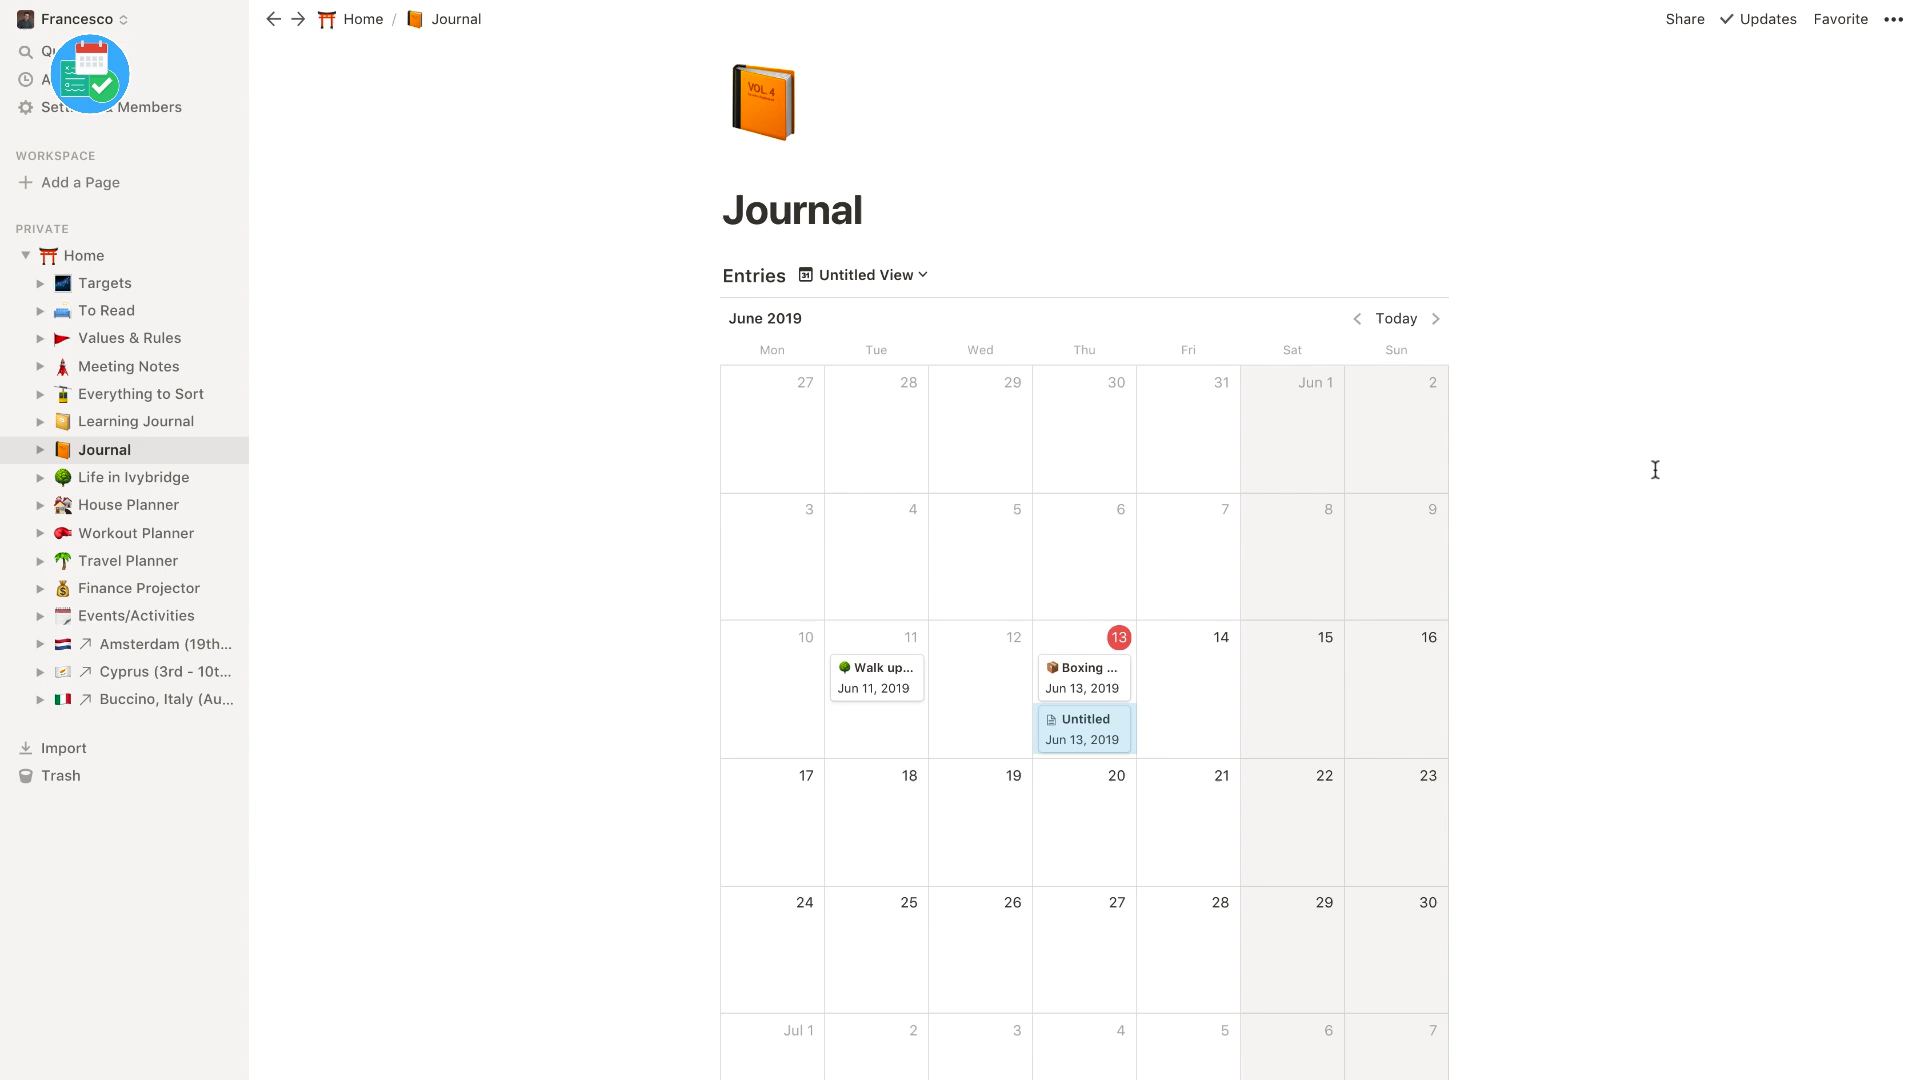 Francesco
Home / Journal
Share Updates Favorite
Members
WORKSPACE
Add a Page
PRIVATE
Home
Targets
To Read
Values & Rules
Meeting Notes
Everything to Sort
Learning Journal
Journal
Life in Ivybridge
House Planner
Workout Planner
Travel Planner
Finance Projector
Events/Activities
Amsterdam (19th...
Cyprus (3rd - 10t...
Buccino, Italy (Au...
Import
Trash
VOL. 4
Journal
Entries 31 Untitled View
June 2019 Today
Mon Tue Wed Thu Fri Sat Sun
27 28 29 30 31 Jun 1 2
3 4 5 6 7 8 9
10 11 12 13 14 15 16
Walk up...
Jun 11, 2019
Boxing ...
Jun 13, 2019
Untitled
Jun 13, 2019
17 18 19 20 21 22 23
24 25 26 27 28 29 30
Jul 1 2 3 4 5 6 7